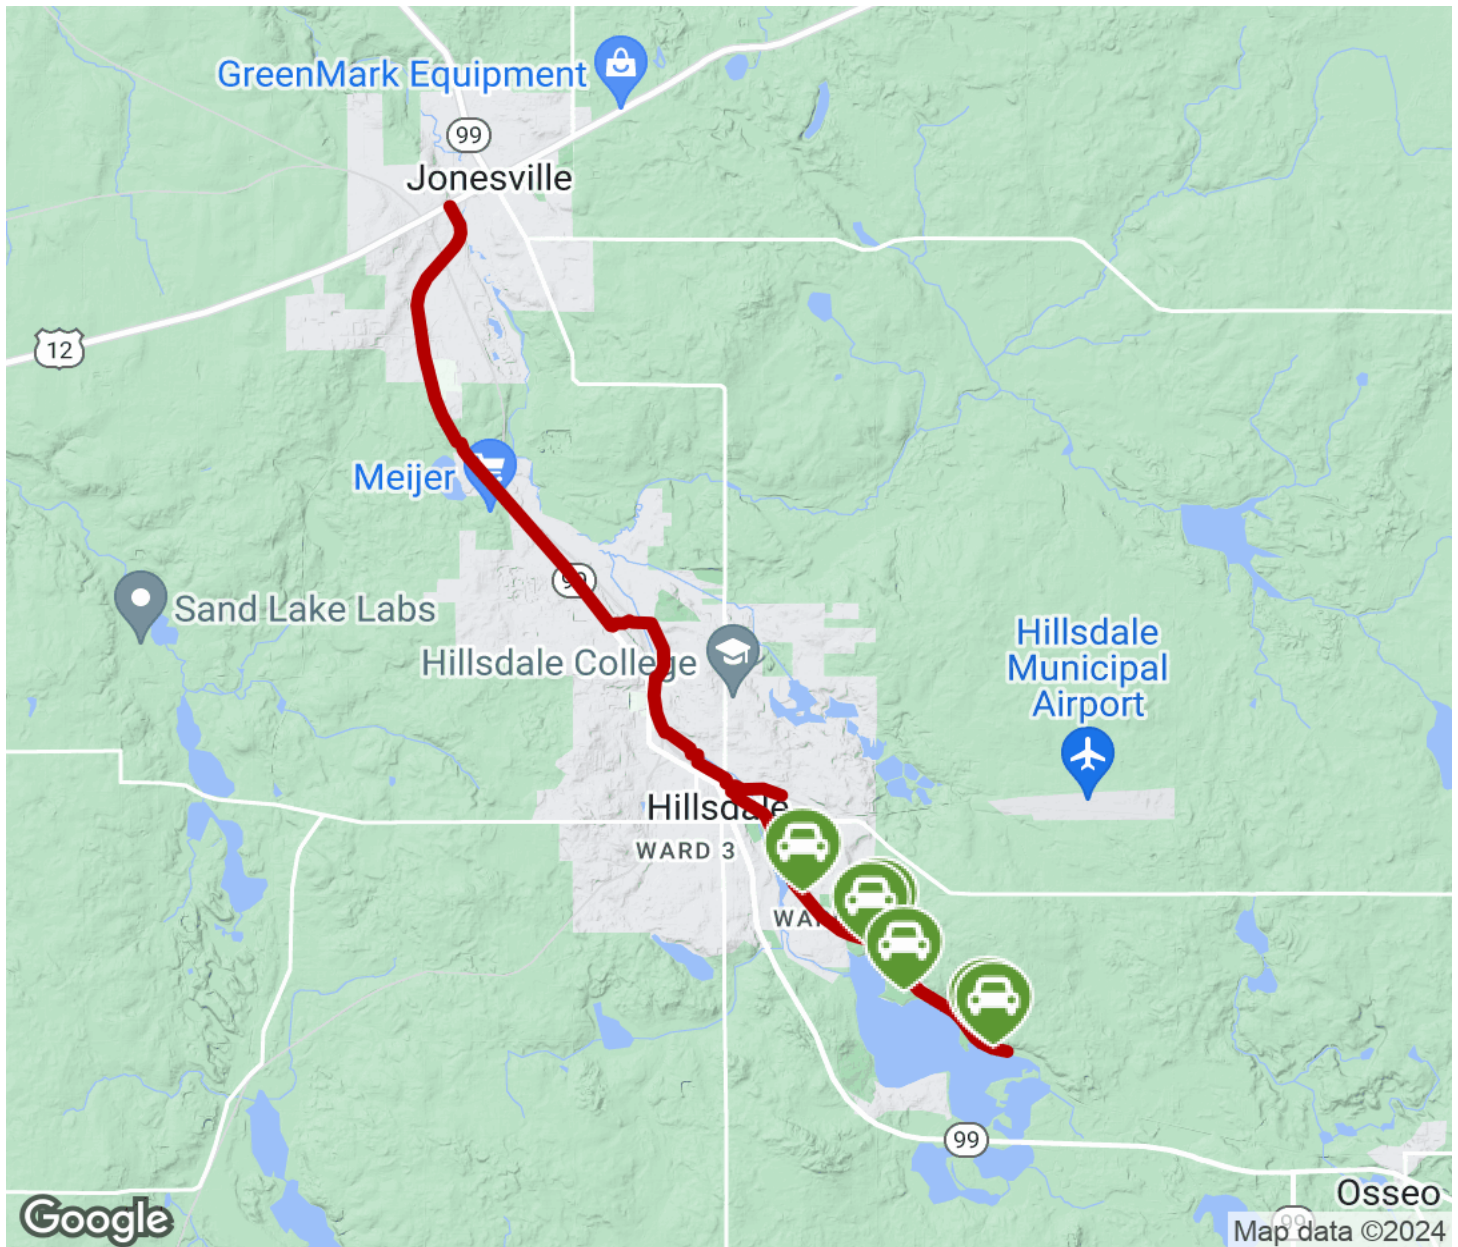 GreenMark Equipment
99
Jonesville
12
Meijer
99
Sand Lake Labs
Hillsdale College
Hillsdale
Municipal
Airport
Hillsdale
WARD 3
99
Osseo
99
Google
Map data ©2024